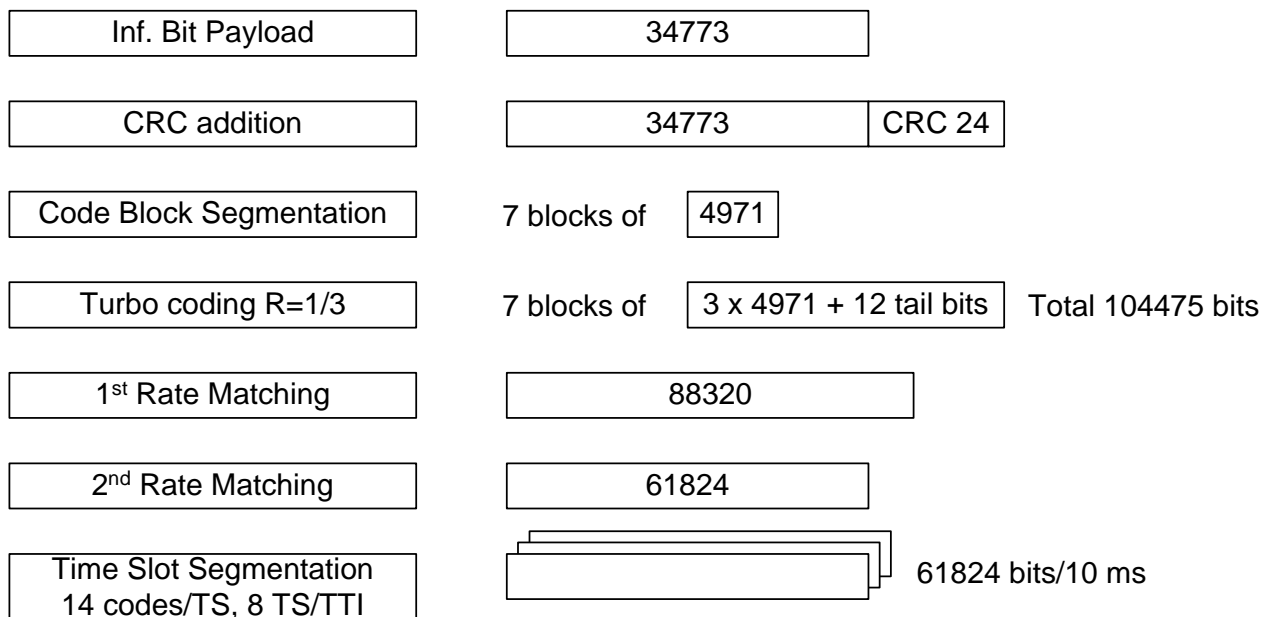 Inf. Bit Payload 34773
CRC addition 34773 CRC 24
Code Block Segmentation 7 blocks of 4971
Turbo coding R=1/3 7 blocks of 3 x 4971 + 12 tail bits Total 104475 bits
1st Rate Matching 88320
2nd Rate Matching 61824
Time Slot Segmentation
14 codes/TS, 8 TS/TTI
61824 bits/10 ms